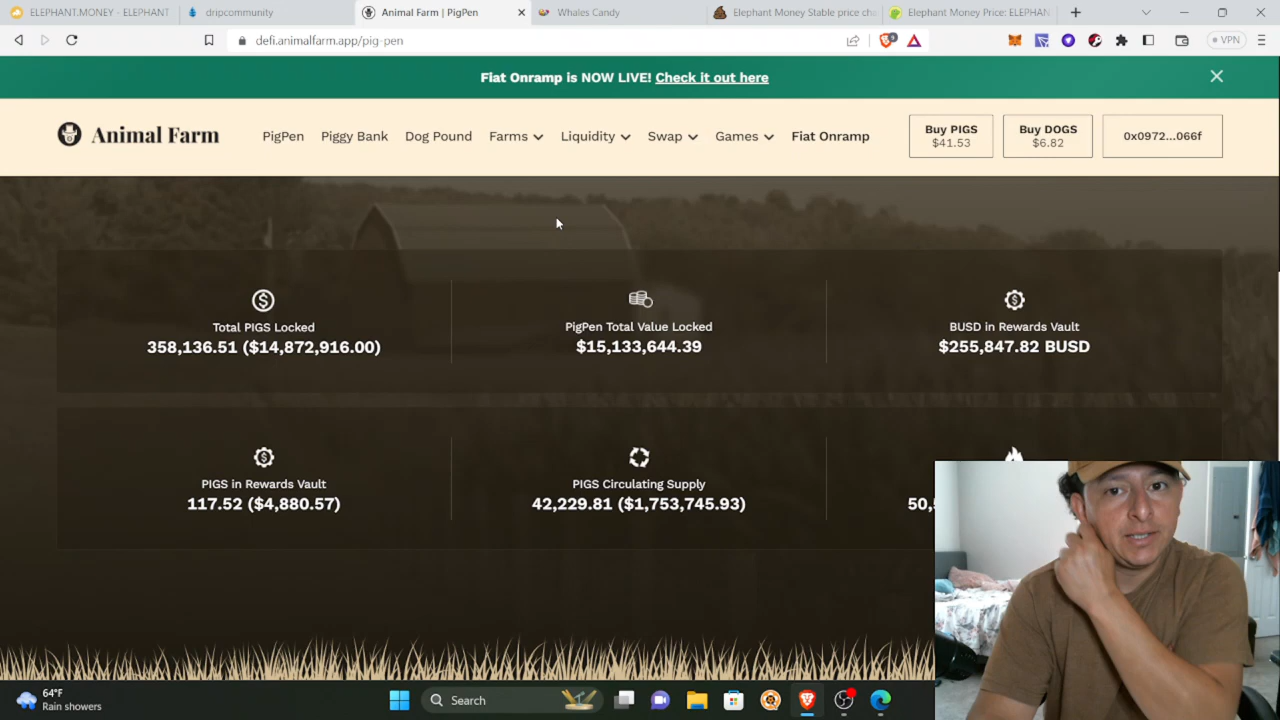 ELEPHANT.MONEY - ELEPHANT
dripcommunity
Animal Farm | PigPen
Whales Candy
Elephant Money Stable price cha
Elephant Money Price: ELEPHAN
defi.animalfarm.app/pig-pen
VPN
Fiat Onramp is NOW LIVE! Check it out here
Animal Farm
PigPen
Piggy Bank
Dog Pound
Farms
Liquidity
Swap
Games
Fiat Onramp
Buy PIGS
$41.53
Buy DOGS
$6.82
0x0972...066f
Total PIGS Locked
358,136.51 ($14,872,916.00)
PigPen Total Value Locked
$15,133,644.39
BUSD in Rewards Vault
$255,847.82 BUSD
PIGS in Rewards Vault
117.52 ($4,880.57)
PIGS Circulating Supply
42,229.81 ($1,753,745.93)
50,5
64°F
Rain showers
Search